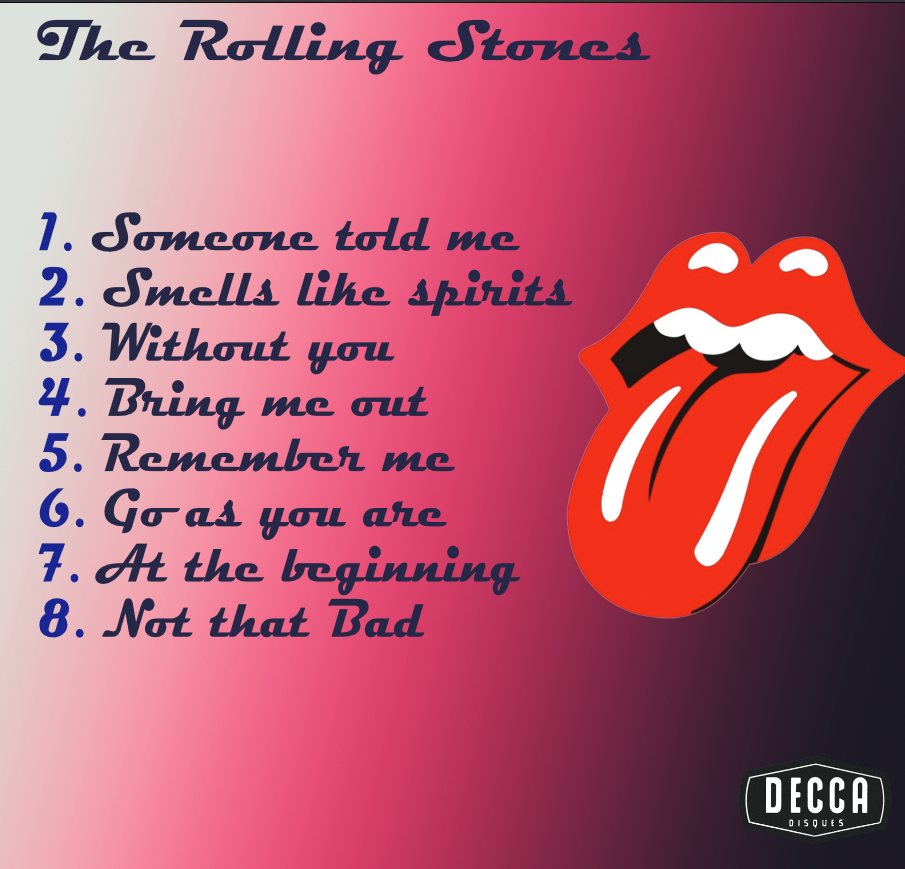 The Rolling Stones
1. Someone told me
2. Smells like spirits
3. Without you
4. Bring me out
5. Remember me
6. Go as you are
7. At the beginning
8. Not that Bad
DECCA
DISQUES